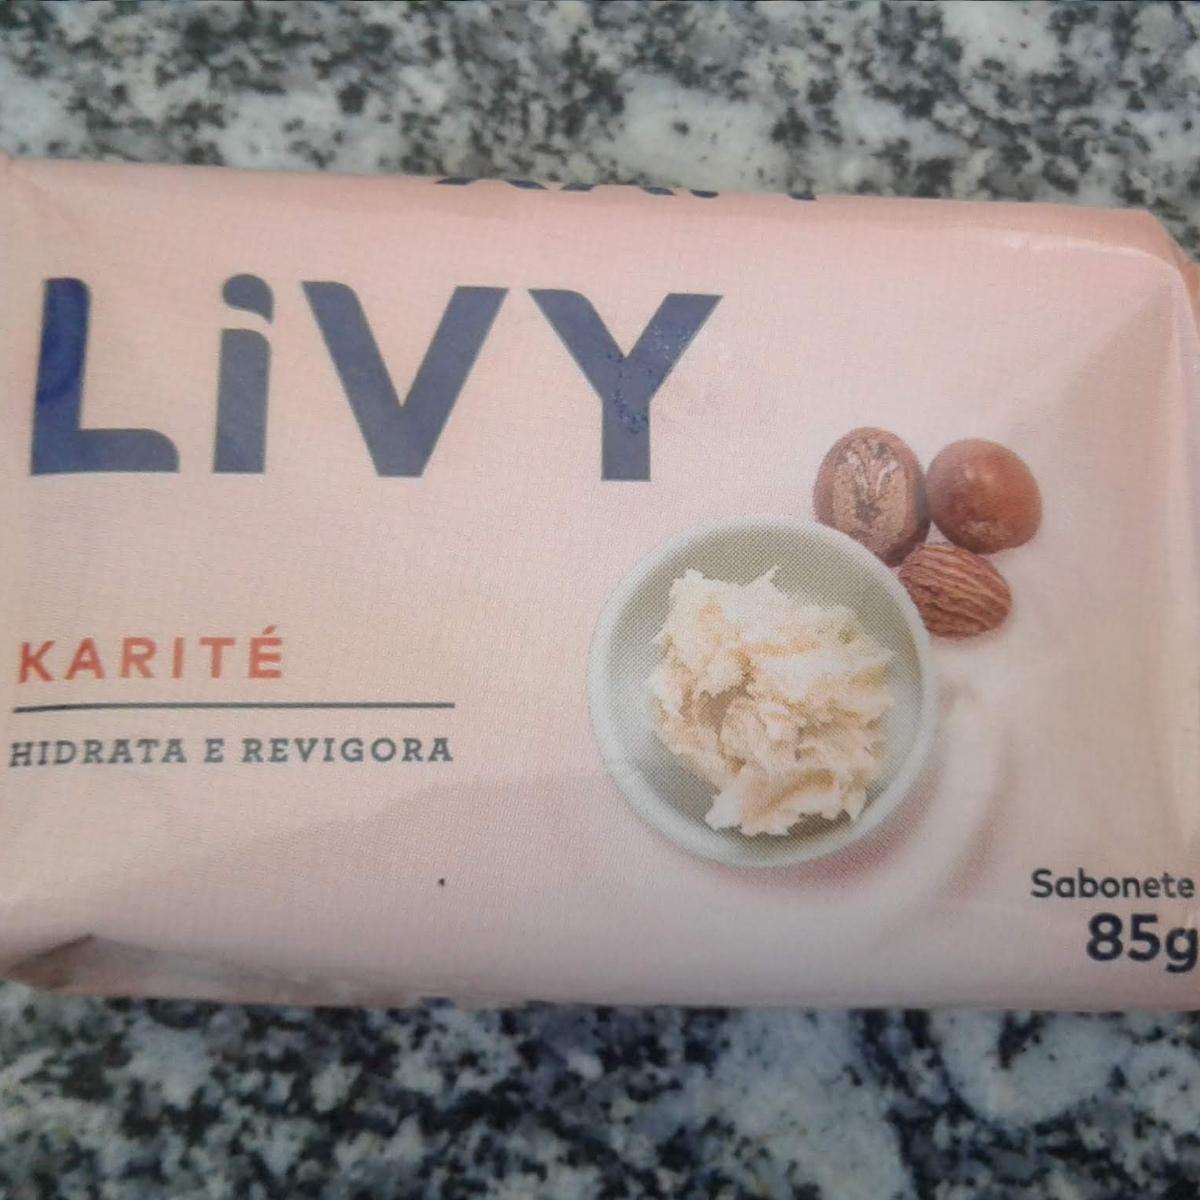 LiVY
KARITÉ
HIDRATA E REVIGORA
Sabonete
85g